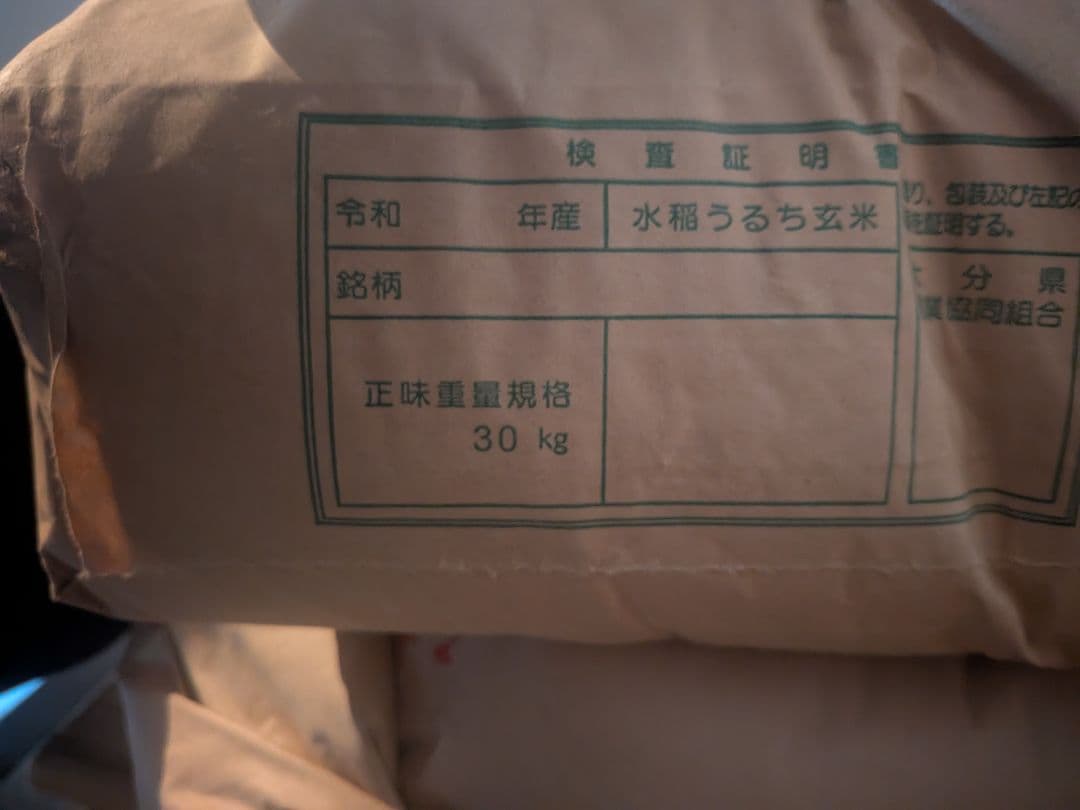 検査証明書
令和 年産 水稲うるち玄米
銘柄
正味重量規格
30 kg
り、包装及び左記の
証明する。
分県
協同組合